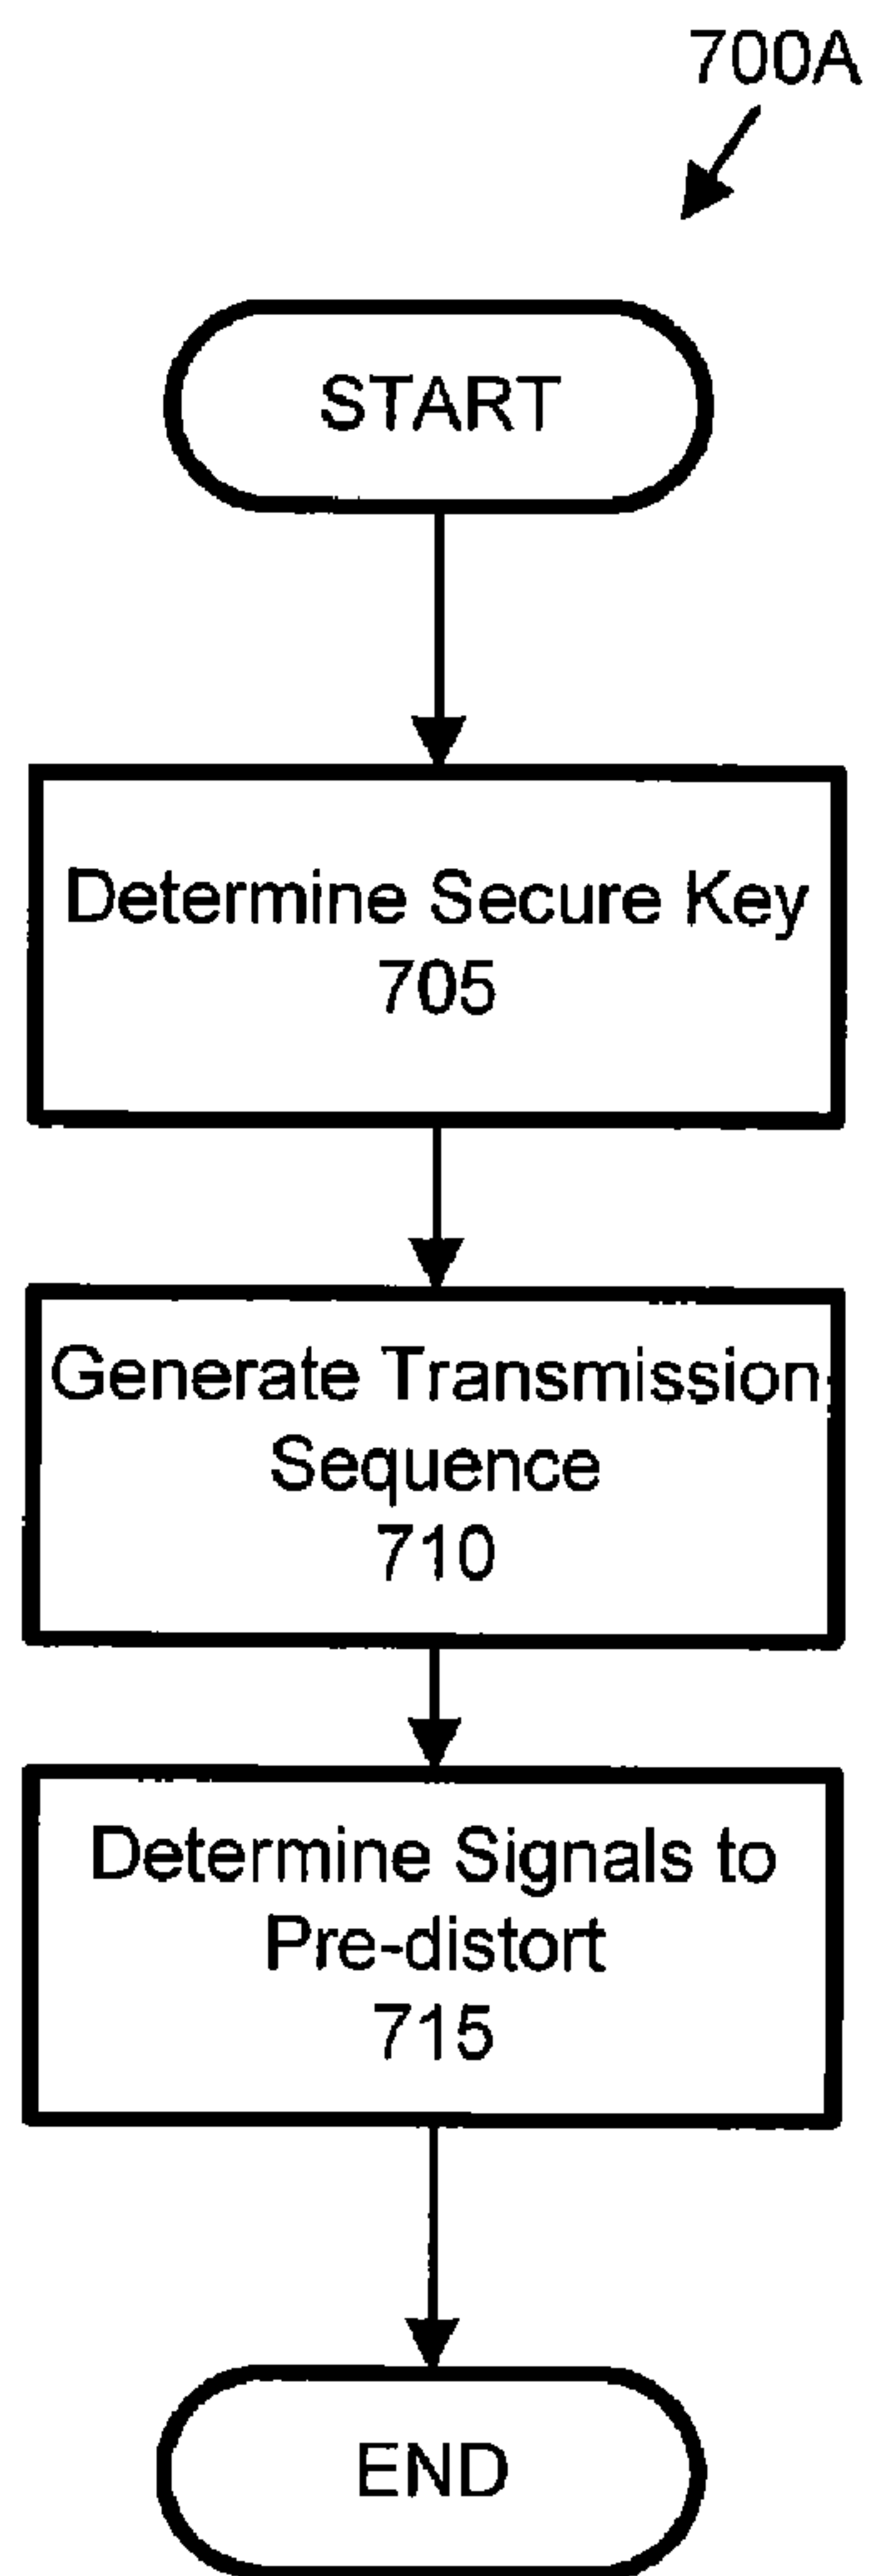 700A
START
Determine Secure Key
705
Generate Transmission
Sequence
710
Determine Signals to
Pre-distort
715
END